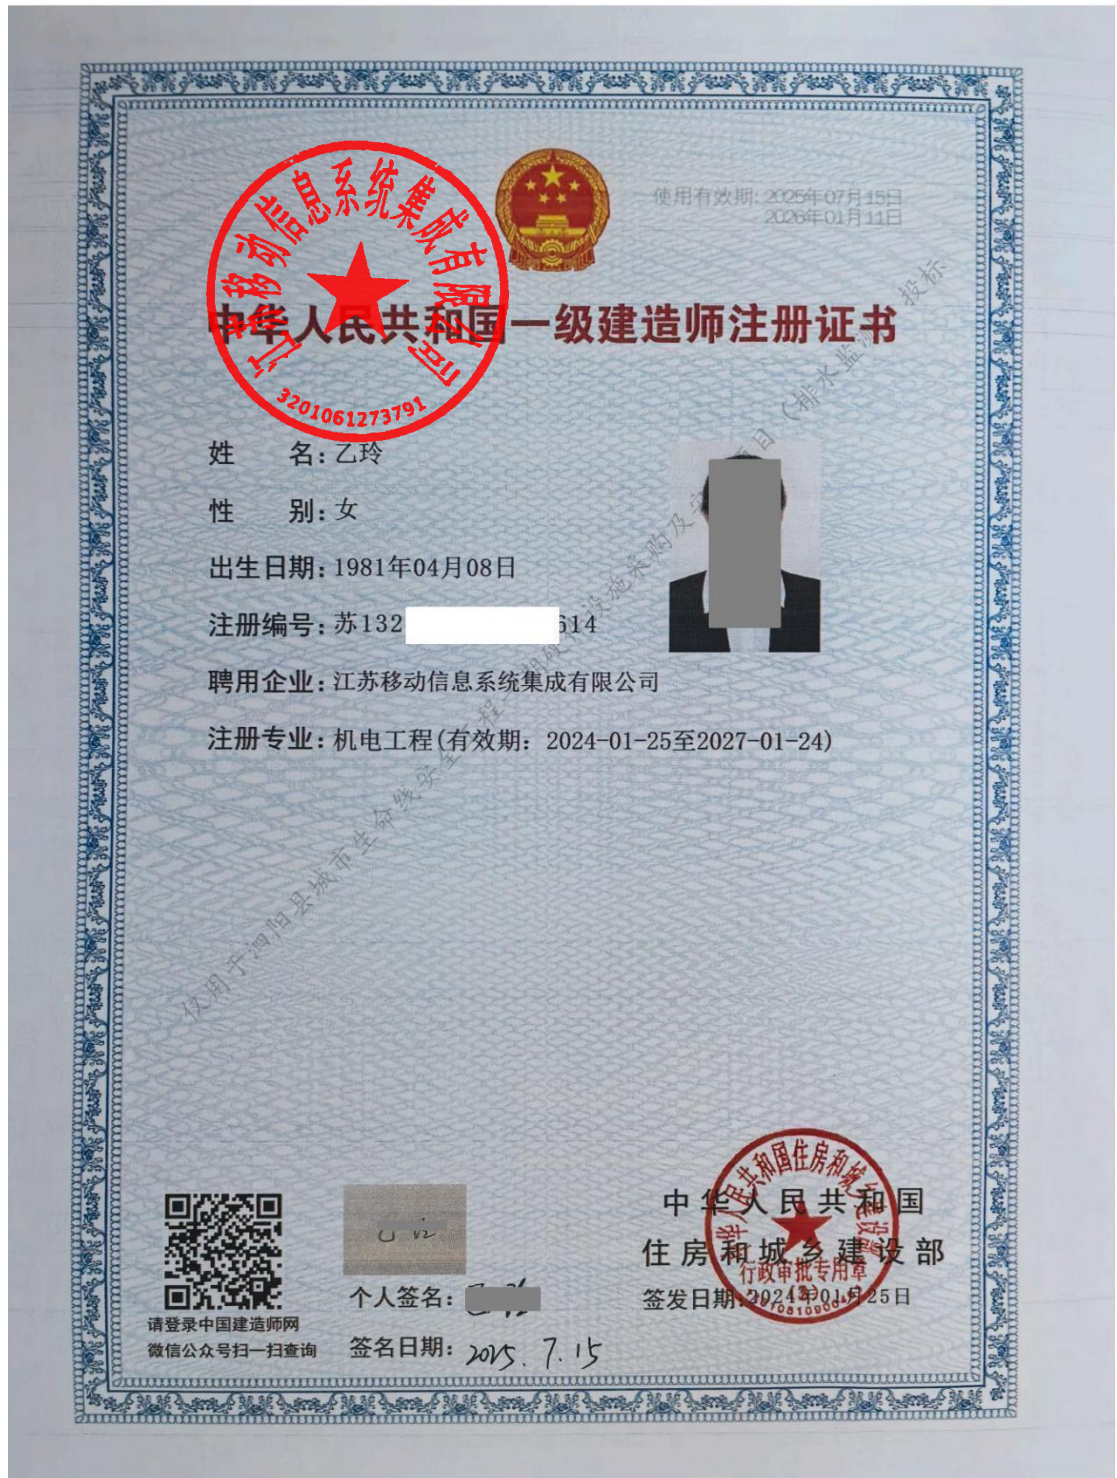 使用有效期: 2025年07月15日
2026年01月11日
中华人民共和国一级建造师注册证书
江苏移动信息系统集成有限公司
3201061273791
姓 名: 乙玲
性 别: 女
出生日期: 1981年04月08日
注册编号: 苏132 614
聘用企业: 江苏移动信息系统集成有限公司
注册专业: 机电工程(有效期: 2024-01-25至2027-01-24)
仅用于泗阳县城市生命线安全工程 设施采购及安 目（排水监 投标
请登录中国建造师网
微信公众号扫一扫查询
个人签名:
签名日期: 2025.7.15
中华人民共和国
住房和城乡建设部
签发日期:2024年01月25日
中华人民共和国住房和城乡建设部
行政审批专用章